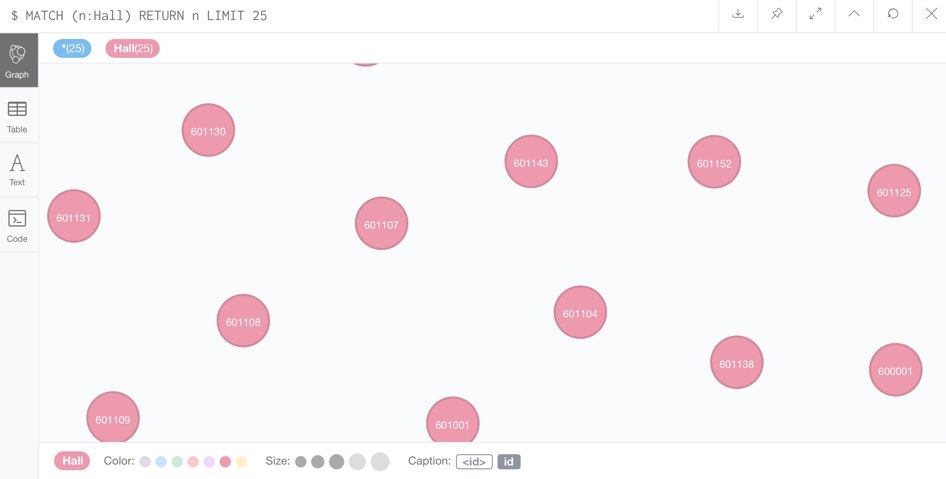 $ MATCH (n:Hall) RETURN n LIMIT 25
*(25) Hall(25)
Graph
Table
Text
Code
601130
601143
601152
601125
601131
601107
601108
601104
601138
600001
601109
601001
Hall Color: Size: Caption: <id> id